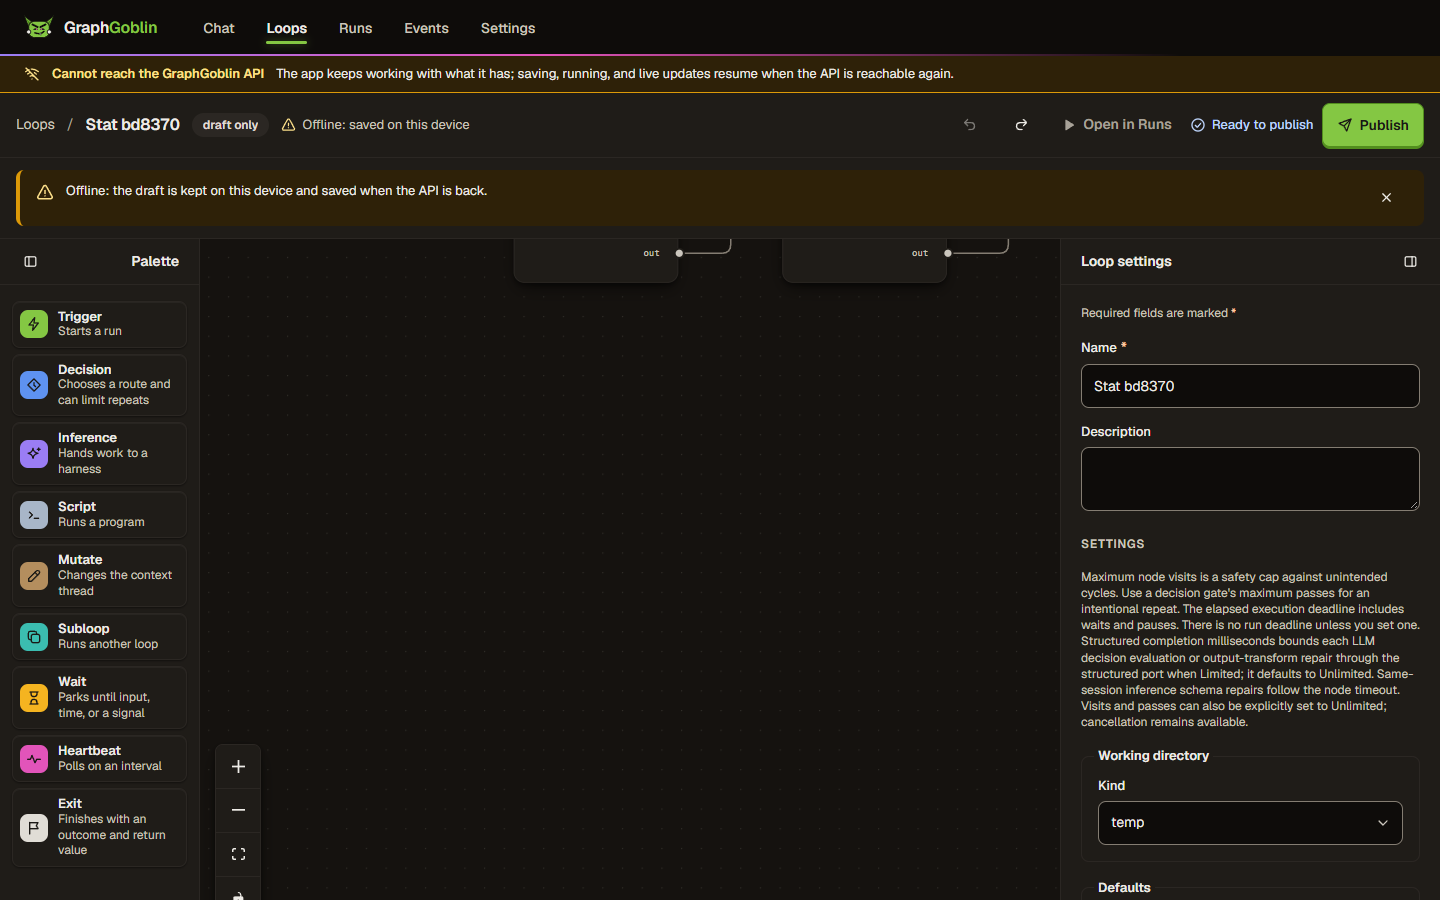 GraphGoblin
Chat
Loops
Runs
Events
Settings
Cannot reach the GraphGoblin API The app keeps working with what it has; saving, running, and live updates resume when the API is reachable again.
Loops / Stat bd8370
draft only
Offline: saved on this device
Open in Runs
Ready to publish
Publish
Offline: the draft is kept on this device and saved when the API is back.
Palette
Trigger
Starts a run
Decision
Chooses a route and
can limit repeats
Inference
Hands work to a
harness
Script
Runs a program
Mutate
Changes the context
thread
Subloop
Runs another loop
Wait
Parks until input,
time, or a signal
Heartbeat
Polls on an interval
Exit
Finishes with an
outcome and return
value
out
out
Loop settings
Required fields are marked *
Name *
Stat bd8370
Description
SETTINGS
Maximum node visits is a safety cap against unintended
cycles. Use a decision gate's maximum passes for an
intentional repeat. The elapsed execution deadline includes
waits and pauses. There is no run deadline unless you set one.
Structured completion milliseconds bounds each LLM
decision evaluation or output-transform repair through the
structured port when Limited; it defaults to Unlimited. Same-
session inference schema repairs follow the node timeout.
Visits and passes can also be explicitly set to Unlimited;
cancellation remains available.
Working directory
Kind
temp
Defaults